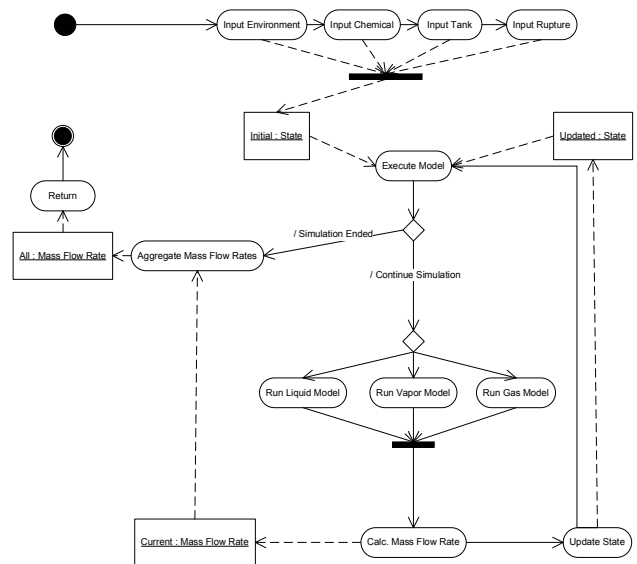 Input Environment
Input Chemical
Input Tank
Input Rupture
Initial : State
Updated : State
Execute Model
Return
/ Simulation Ended
All : Mass Flow Rate
Aggregate Mass Flow Rates
/ Continue Simulation
Run Liquid Model
Run Vapor Model
Run Gas Model
Current : Mass Flow Rate
Calc. Mass Flow Rate
Update State